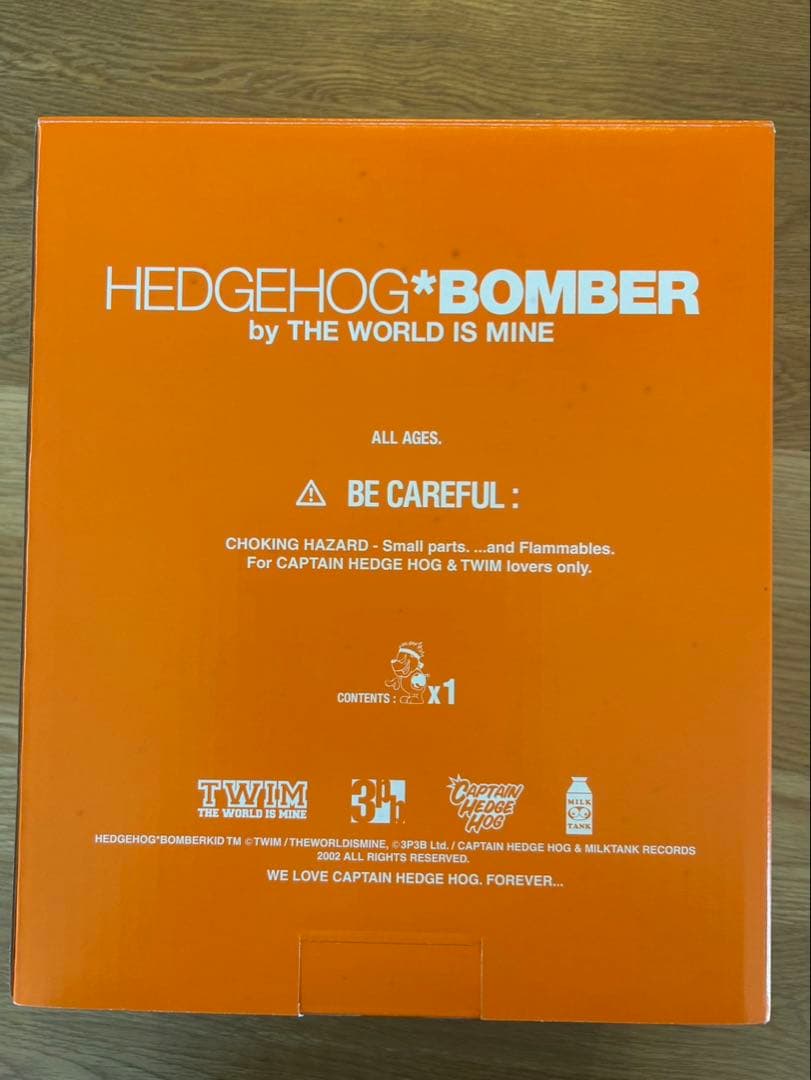 HEDGEHOG*BOMBER
by THE WORLD IS MINE
ALL AGES.
BE CAREFUL :
CHOKING HAZARD - Small parts. ...and Flammables.
For CAPTAIN HEDGE HOG & TWIM lovers only.
CONTENTS : x1
TWIM
THE WORLD IS MINE
3Pb
CAPTAIN
HEDGE
HOG
MILK
TANK
HEDGEHOG*BOMBERKID TM ©TWIM / THEWORLDISMINE, ©3P3B Ltd. / CAPTAIN HEDGE HOG & MILKTANK RECORDS
2002 ALL RIGHTS RESERVED.
WE LOVE CAPTAIN HEDGE HOG. FOREVER...